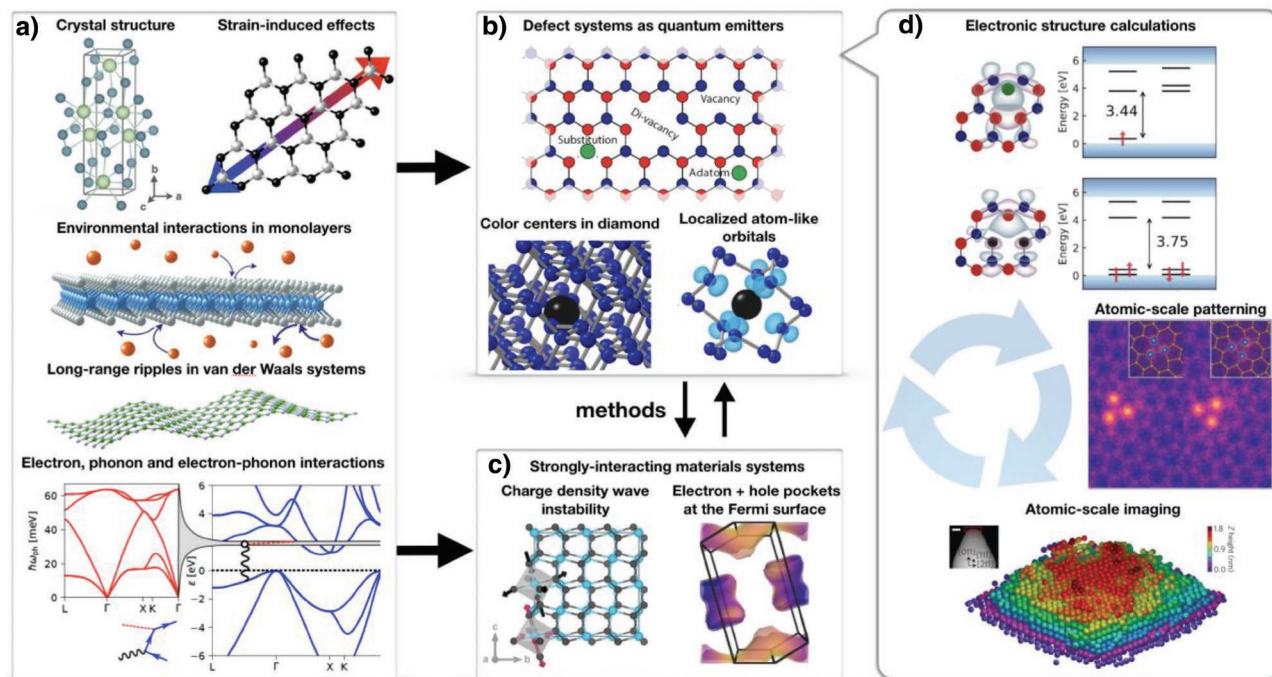 a)
Crystal structure
Strain-induced effects
b
c
a
Environmental interactions in monolayers
Long-range ripples in van der Waals systems
Electron, phonon and electron-phonon interactions
ħωph [meV]
60
40
20
0
L
Γ
X
K
Γ
ε [eV]
6
4
2
0
−2
−4
−6
L
Γ
X
K
b)
Defect systems as quantum emitters
Vacancy
Di-vacancy
Substitution
Adatom
Color centers in diamond
Localized atom-like
orbitals
methods
c)
Strongly-interacting materials systems
Charge density wave
instability
c
a
b
Electron + hole pockets
at the Fermi surface
d)
Electronic structure calculations
Energy [eV]
6
4
2
0
3.44
Energy [eV]
6
4
2
0
3.75
Atomic-scale patterning
Atomic-scale imaging
1.8
0.9
0.0
Z height (nm)